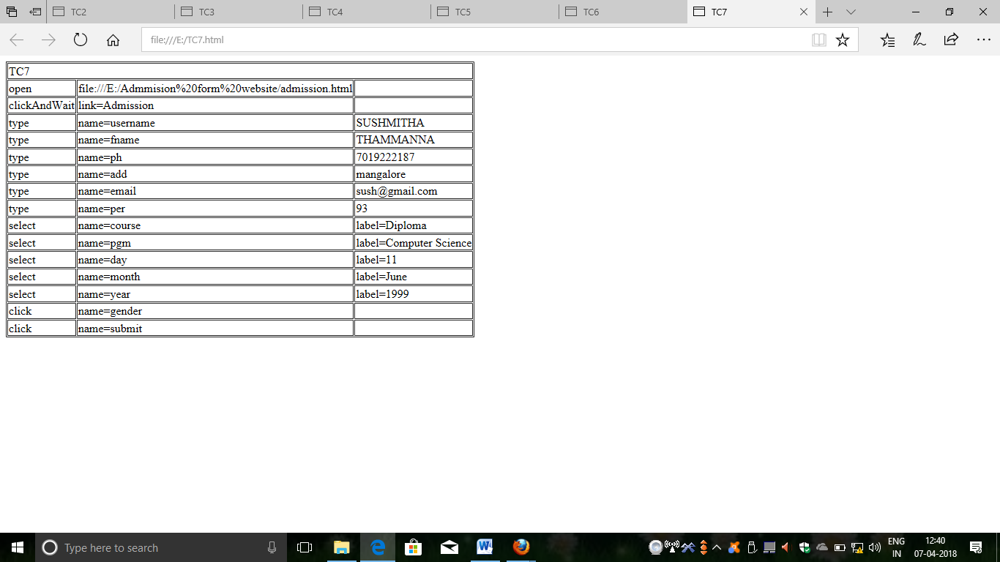 TC2 TC3 TC4 TC5 TC6 TC7
file:///E:/TC7.html
TC7
open file:///E:/Admmision%20form%20website/admission.html
clickAndWait link=Admission
type name=username SUSHMITHA
type name=fname THAMMANNA
type name=ph 7019222187
type name=add mangalore
type name=email sush@gmail.com
type name=per 93
select name=course label=Diploma
select name=pgm label=Computer Science
select name=day label=11
select name=month label=June
select name=year label=1999
click name=gender
click name=submit
Type here to search
ENG 12:40
IN 07-04-2018